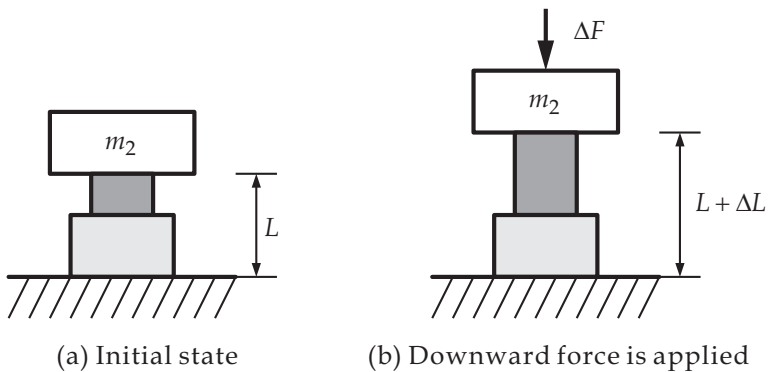 ΔF
m₂
m₂
L
L + ΔL
(a) Initial state
(b) Downward force is applied